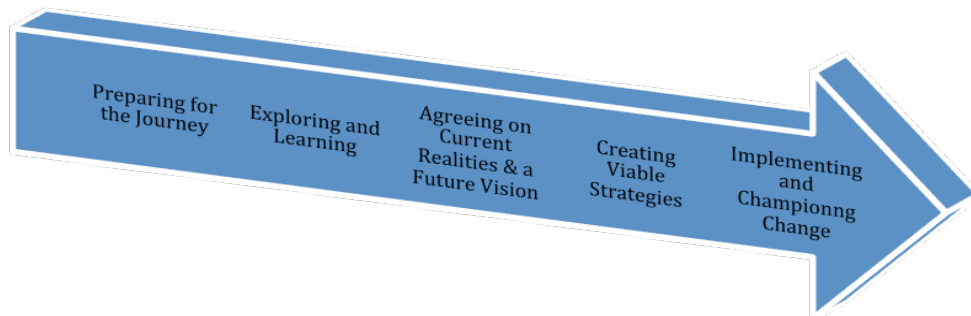 Preparing for
the Journey
Exploring and
Learning
Agreeing on
Current
Realities & a
Future Vision
Creating
Viable
Strategies
Implementing
and
Championng
Change